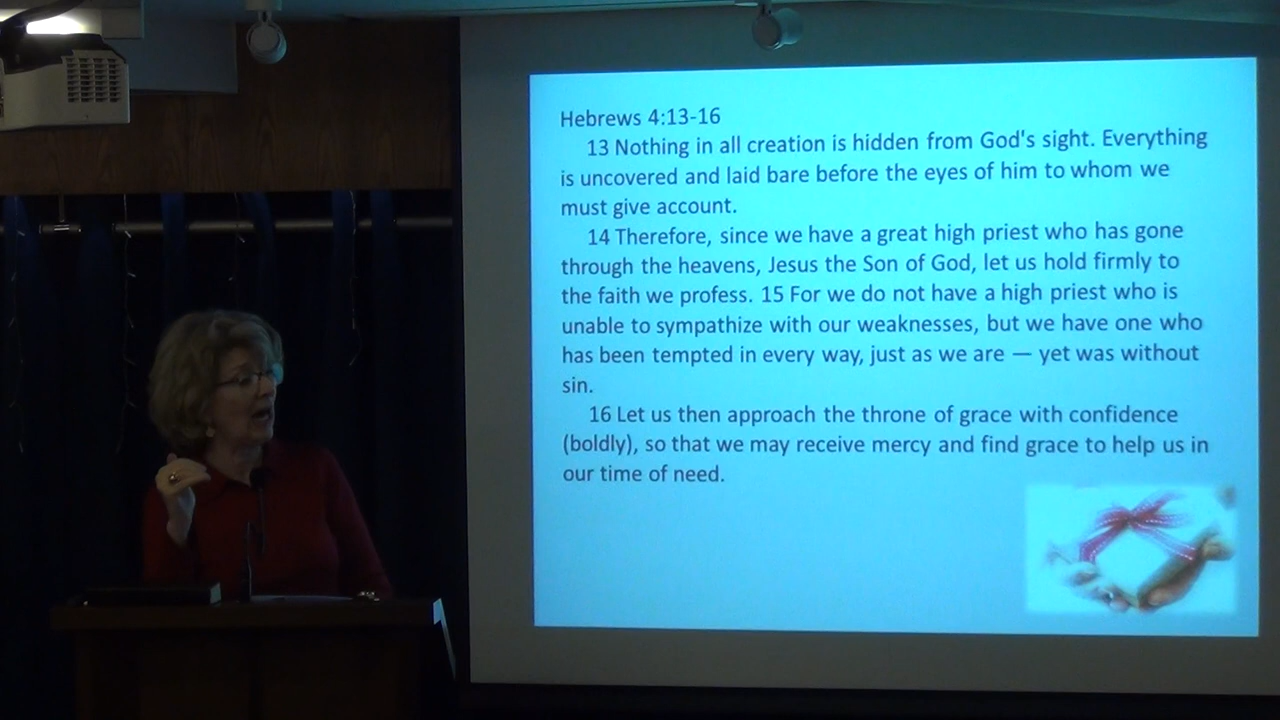 Hebrews 4:13-16
13 Nothing in all creation is hidden from God's sight. Everything
is uncovered and laid bare before the eyes of him to whom we
must give account.
14 Therefore, since we have a great high priest who has gone
through the heavens, Jesus the Son of God, let us hold firmly to
the faith we profess. 15 For we do not have a high priest who is
unable to sympathize with our weaknesses, but we have one who
has been tempted in every way, just as we are — yet was without
sin.
16 Let us then approach the throne of grace with confidence
(boldly), so that we may receive mercy and find grace to help us in
our time of need.